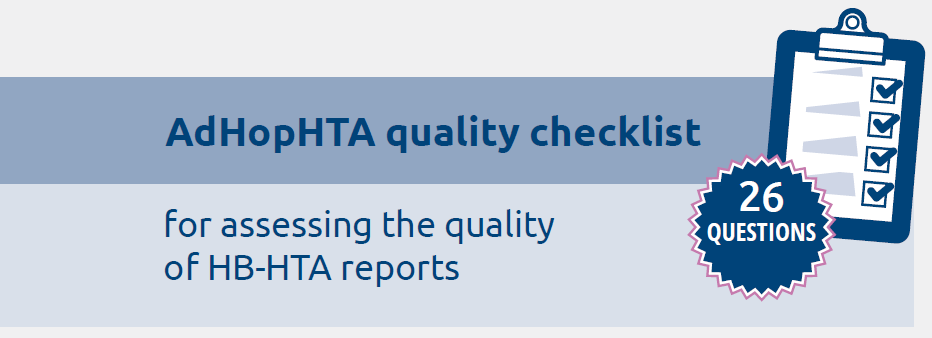 AdHopHTA quality checklist
for assessing the quality
of HB-HTA reports
26
QUESTIONS